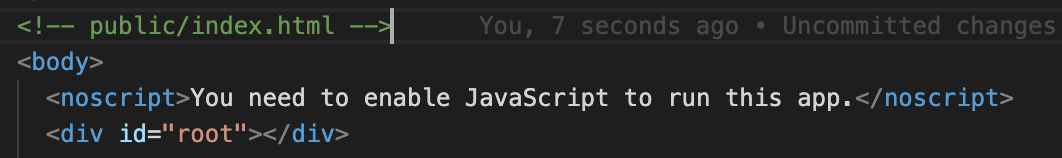 <!-- public/index.html -->    You, 7 seconds ago • Uncommitted changes
<body>
  <noscript>You need to enable JavaScript to run this app.</noscript>
  <div id="root"></div>